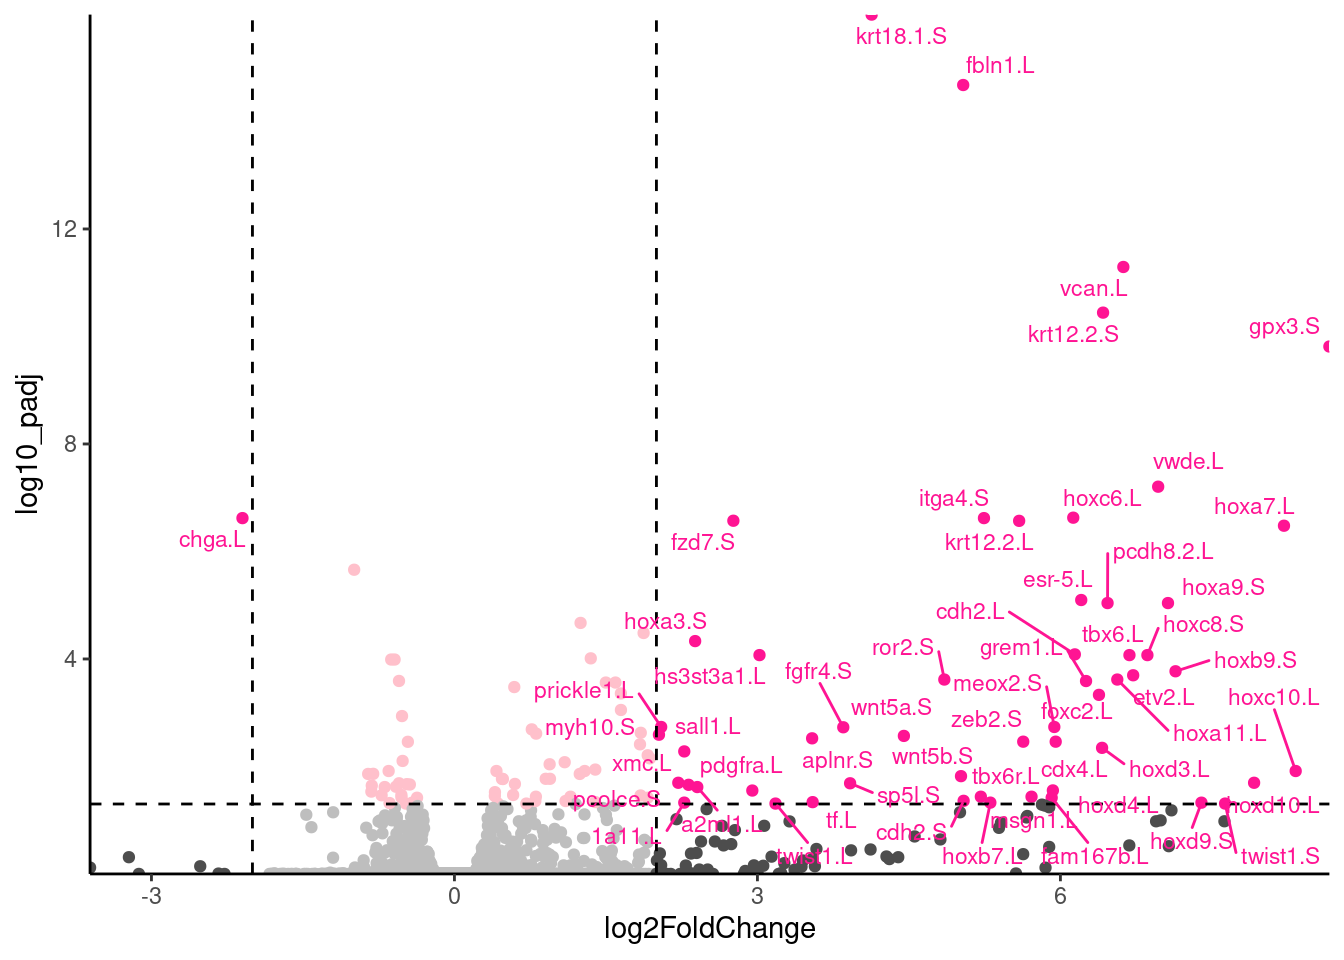 krt18.1.S
fbln1.L
12
vcan.L
gpx3.S
krt12.2.S
log10_padj
8
vwde.L
itga4.S
hoxc6.L
hoxa7.L
chga.L
fzd7.S
krt12.2.L
pcdh8.2.L
esr-5.L
hoxa9.S
cdh2.L
hoxa3.S
hoxc8.S
tbx6.L
4
ror2.S
grem1.L
hoxb9.S
hs3st3a1.L
fgfr4.S
meox2.S
prickle1.L
etv2.L
hoxc10.L
wnt5a.S
foxc2.L
myh10.S
sall1.L
zeb2.S
hoxa11.L
xmc.L
pdgfra.L
aplnr.S
wnt5b.S
cdx4.L
hoxd3.L
tbx6r.L
pcolce.S
sp5l.S
hoxd4.L
hoxd10.L
1a11.L
a2ml1.L
tf.L
cdh2.S
msgn1.L
hoxd9.S
twist1.L
hoxb7.L
fam167b.L
twist1.S
-3
0
3
6
log2FoldChange